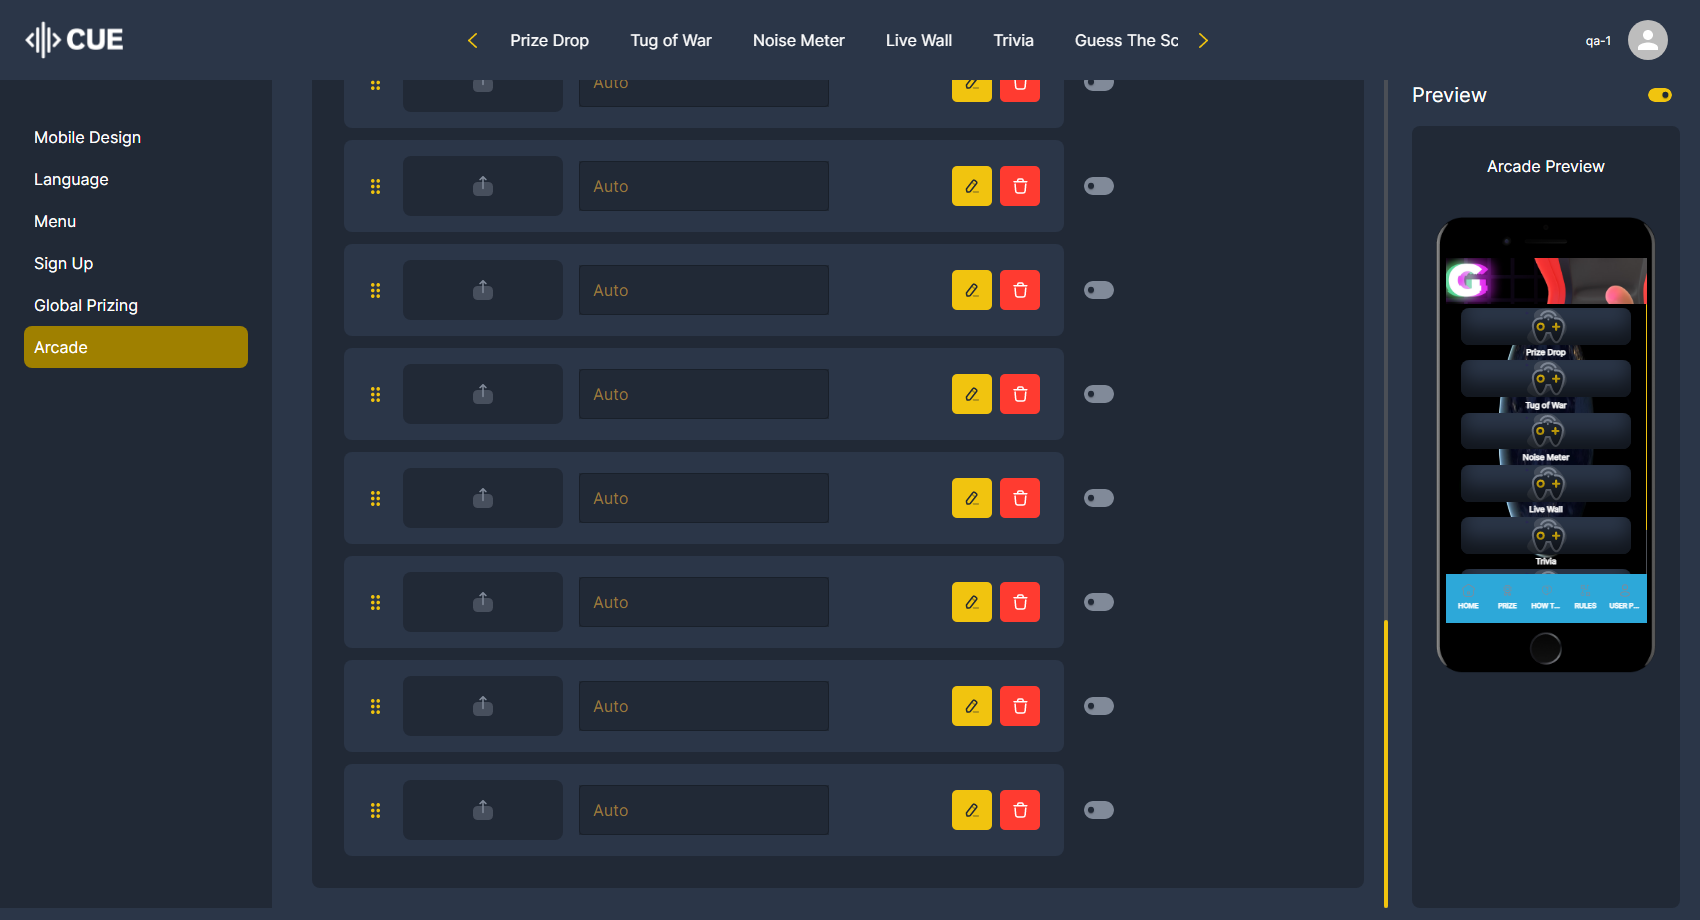 CUE
Prize Drop
Tug of War
Noise Meter
Live Wall
Trivia
Guess The Sc
qa-1
Mobile Design
Language
Menu
Sign Up
Global Prizing
Arcade
Auto
Auto
Auto
Auto
Auto
Auto
Auto
Auto
Preview
Arcade Preview
G
Prize Drop
Tug of War
Noise Meter
Live Wall
Trivia
HOME
PRIZE
HOW T...
RULES
USER P...